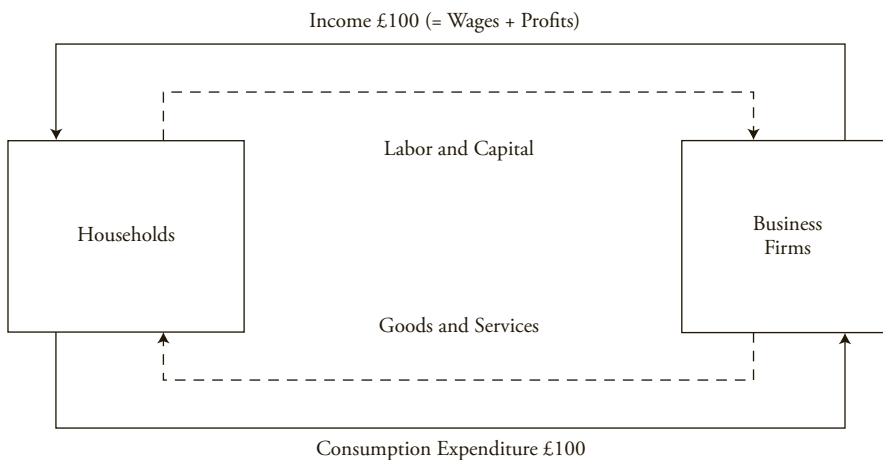 Income £100 (= Wages + Profits)
Labor and Capital
Households
Business
Firms
Goods and Services
Consumption Expenditure £100